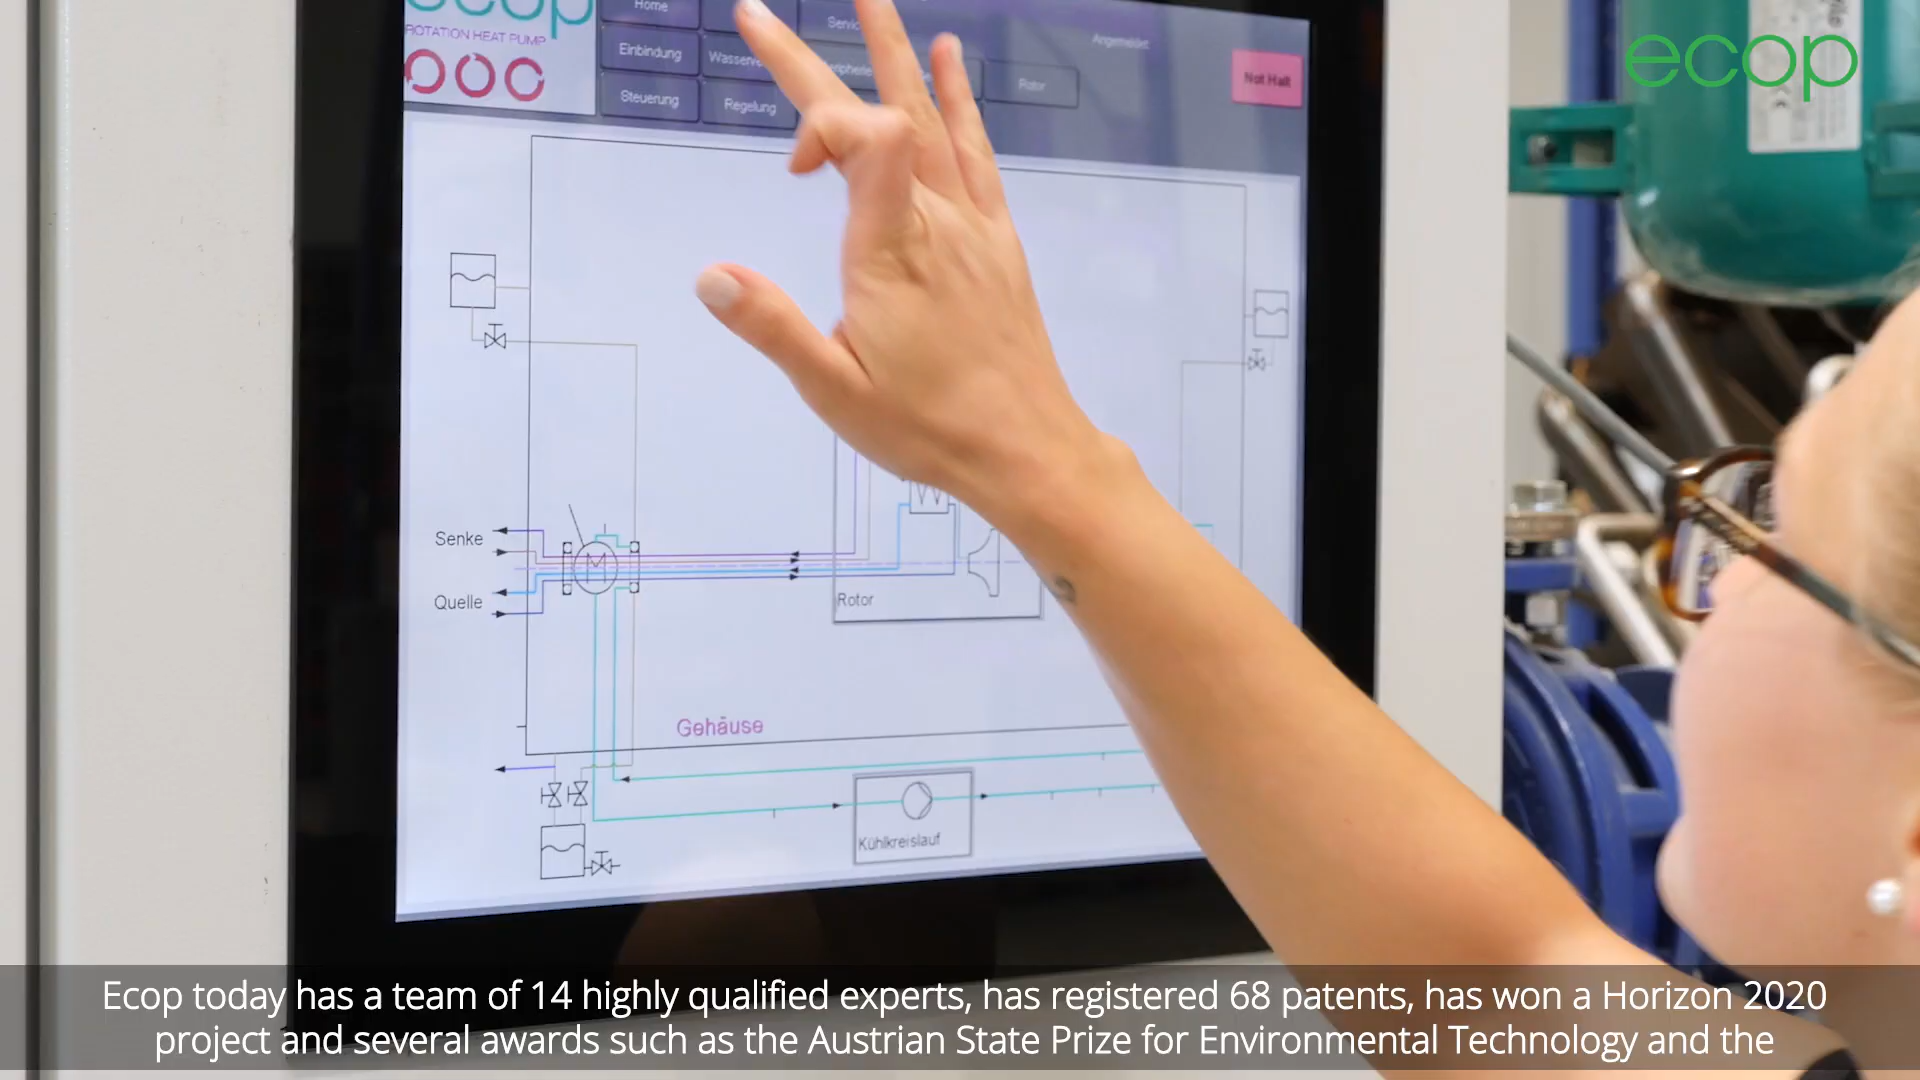 ecop
ROTATION HEAT PUMP
Home
Einbindung
Steuerung
Regelung
Rotor
Angemeldet
Not Halt
ecop
Senke
Quelle
Rotor
Gehäuse
Kühlkreislauf
Ecop today has a team of 14 highly qualified experts, has registered 68 patents, has won a Horizon 2020
project and several awards such as the Austrian State Prize for Environmental Technology and the